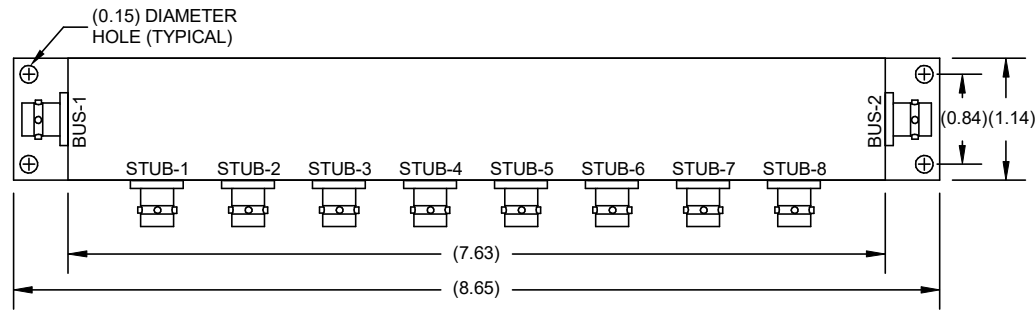 (0.15) DIAMETER
HOLE (TYPICAL)
BUS-1
BUS-2
(0.84)(1.14)
STUB-1 STUB-2 STUB-3 STUB-4 STUB-5 STUB-6 STUB-7 STUB-8
(7.63)
(8.65)